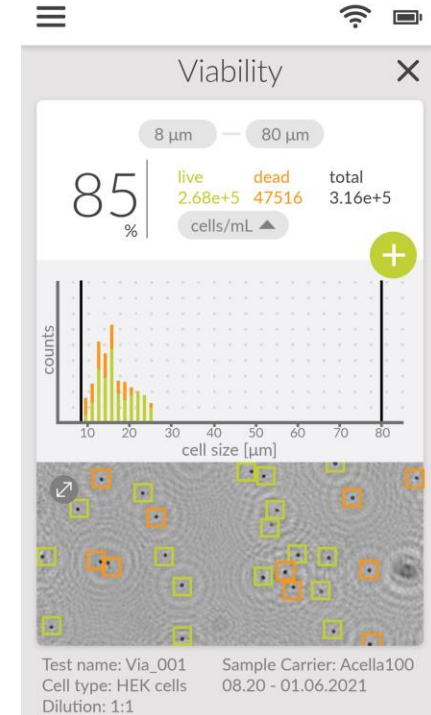 Viability
8 µm — 80 µm
85 %
live dead total
2.68e+5 47516 3.16e+5
cells/mL
counts
10 20 30 40 50 60 70 80
cell size [µm]
Test name: Via_001
Cell type: HEK cells
Dilution: 1:1
Sample Carrier: Acella100
08.20 - 01.06.2021